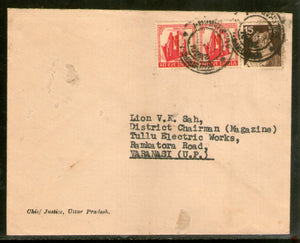 Lion V.K. Sah,
District Chairman (Magazine)
Tullu Electric Works,
Ramkatora Road,
VARANASI (U.P.)
Chief Justice, Uttar Pradesh.